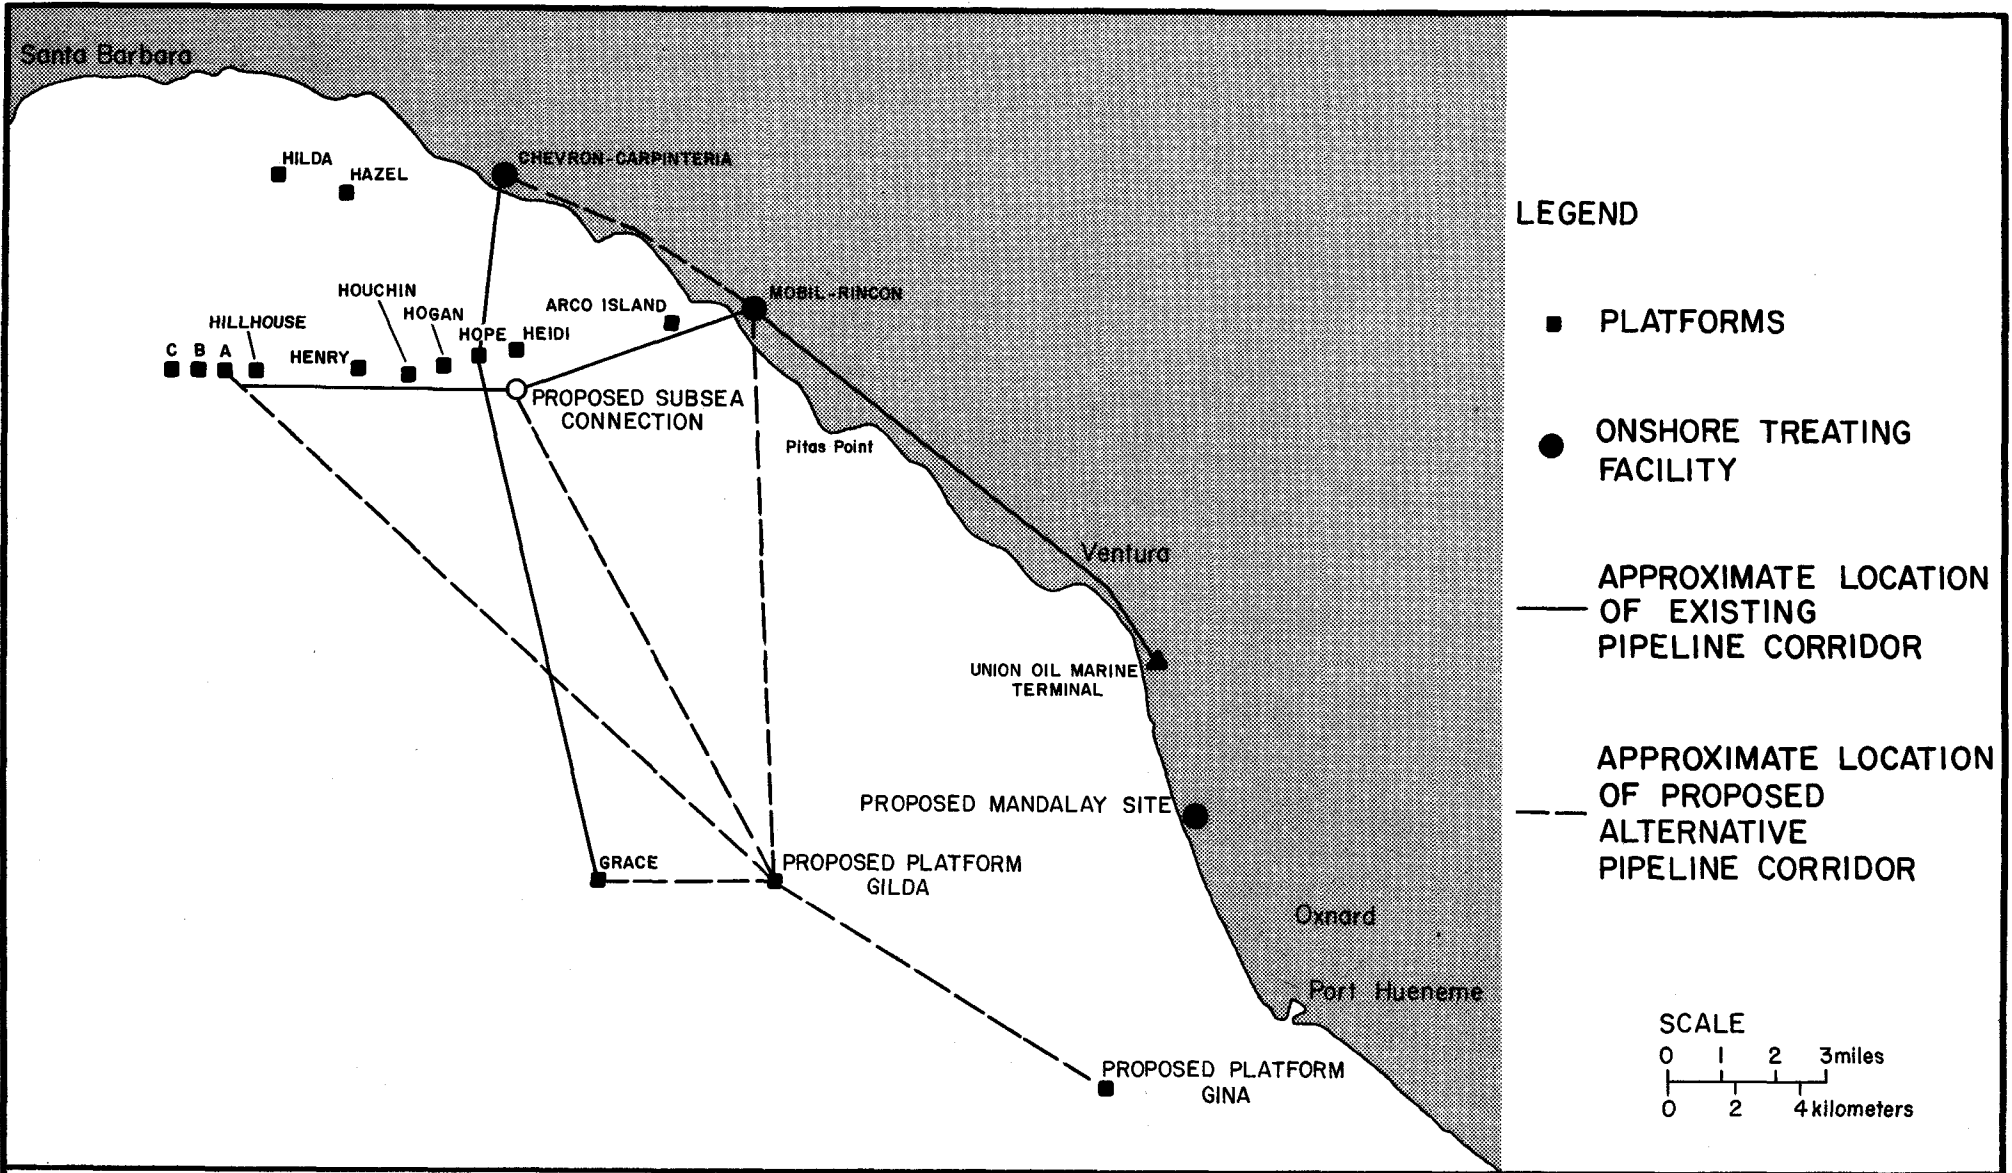 Santa Barbara
HILDA
HAZEL
CHEVRON-CARPINTERIA
MOBIL-RINCON
HOUCHIN
HOGAN
ARCO ISLAND
HILLHOUSE
HOPE
HEIDI
C
B
A
HENRY
PROPOSED SUBSEA
CONNECTION
Pitas Point
Ventura
UNION OIL MARINE
TERMINAL
PROPOSED MANDALAY SITE
GRACE
PROPOSED PLATFORM
GILDA
Oxnard
Port Hueneme
PROPOSED PLATFORM
GINA
LEGEND
PLATFORMS
ONSHORE TREATING
FACILITY
APPROXIMATE LOCATION
OF EXISTING
PIPELINE CORRIDOR
APPROXIMATE LOCATION
OF PROPOSED
ALTERNATIVE
PIPELINE CORRIDOR
SCALE
0 1 2 3 miles
0 2 4 kilometers